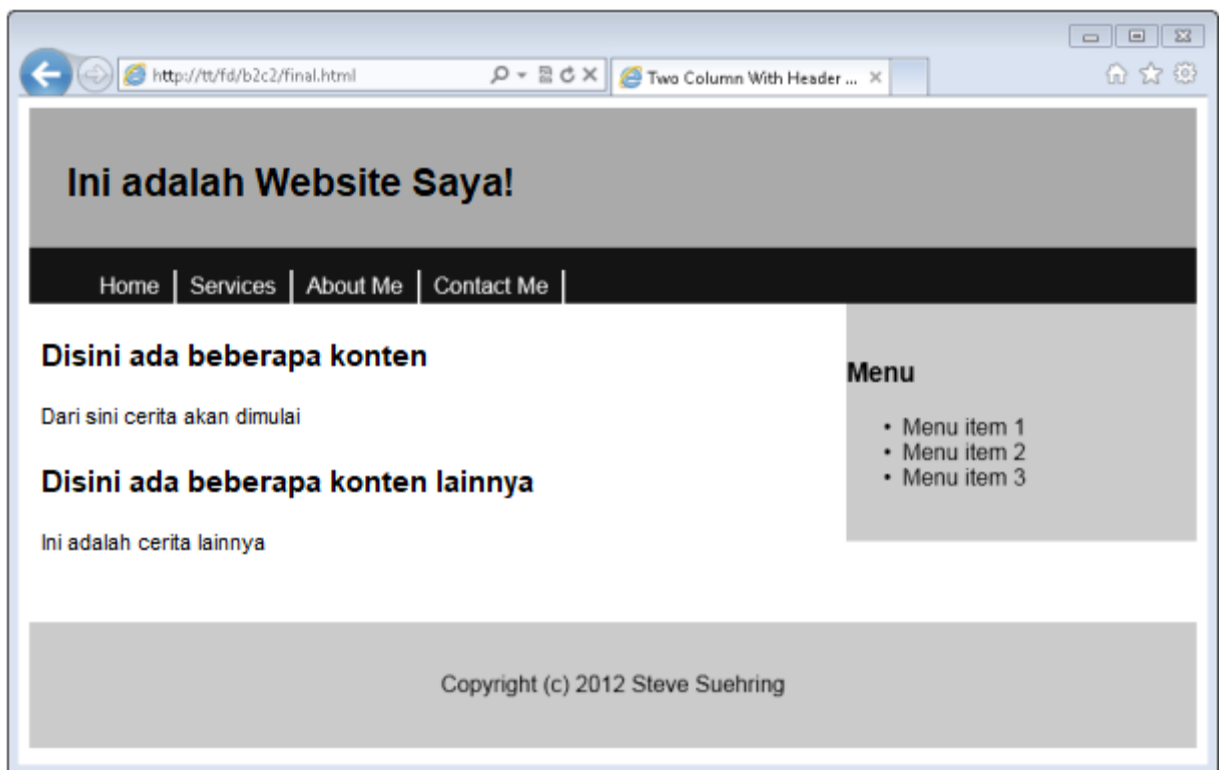 http://tt/fd/b2c2/final.html
Two Column With Header ...
Ini adalah Website Saya!
Home Services About Me Contact Me
Disini ada beberapa konten
Dari sini cerita akan dimulai
Disini ada beberapa konten lainnya
Ini adalah cerita lainnya
Menu
• Menu item 1
• Menu item 2
• Menu item 3
Copyright (c) 2012 Steve Suehring